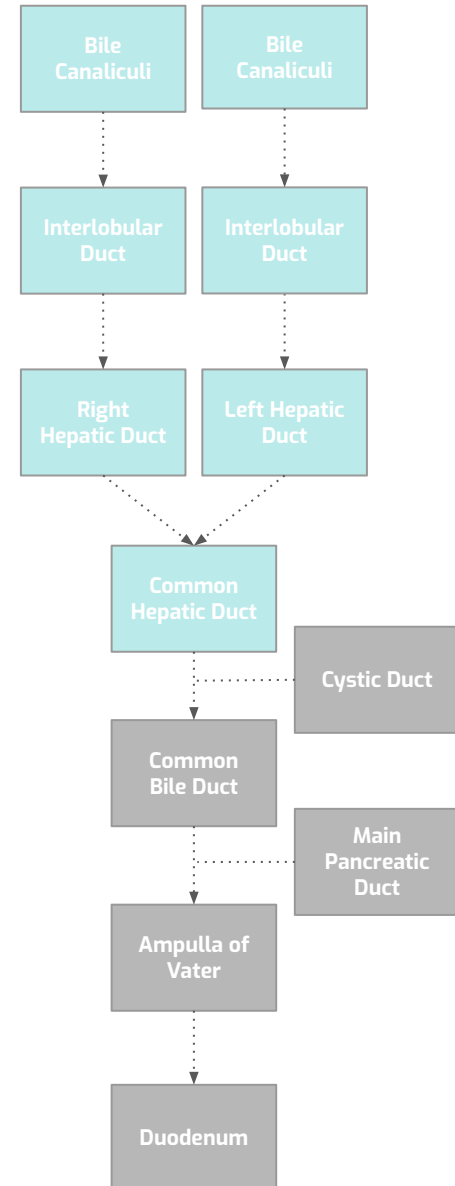 Bile
Canaliculi
Bile
Canaliculi
Interlobular
Duct
Interlobular
Duct
Right
Hepatic Duct
Left Hepatic
Duct
Common
Hepatic Duct
Cystic Duct
Common
Bile Duct
Main
Pancreatic
Duct
Ampulla of
Vater
Duodenum